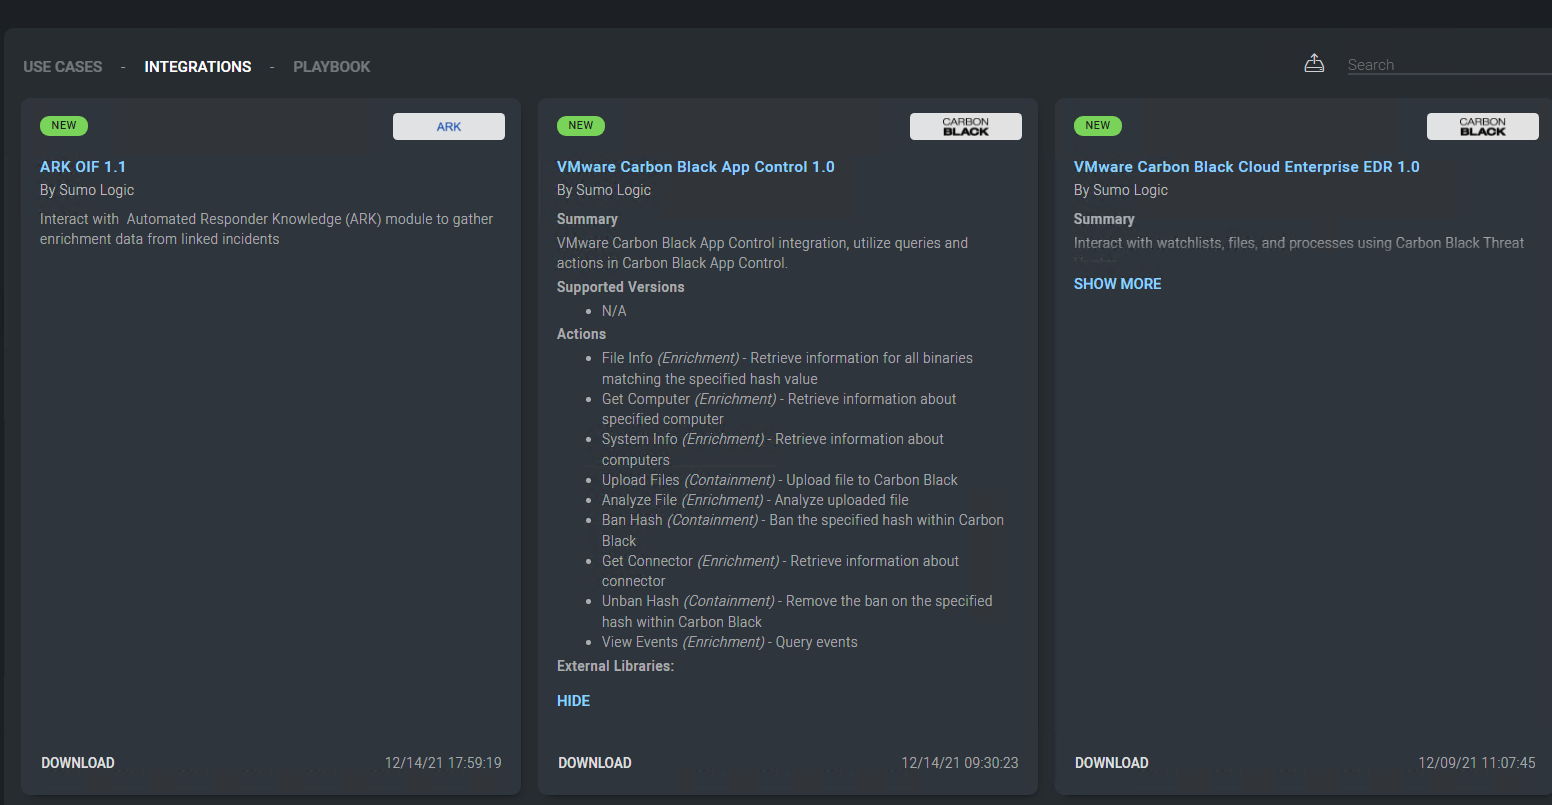 USE CASES - INTEGRATIONS - PLAYBOOK
Search
NEW
ARK
ARK OIF 1.1
By Sumo Logic
Interact with Automated Responder Knowledge (ARK) module to gather
enrichment data from linked incidents
DOWNLOAD
12/14/21 17:59:19
NEW
CARBON
BLACK
VMware Carbon Black App Control 1.0
By Sumo Logic
Summary
VMware Carbon Black App Control integration, utilize queries and
actions in Carbon Black App Control.
Supported Versions
• N/A
Actions
• File Info (Enrichment) - Retrieve information for all binaries
matching the specified hash value
• Get Computer (Enrichment) - Retrieve information about
specified computer
• System Info (Enrichment) - Retrieve information about
computers
• Upload Files (Containment) - Upload file to Carbon Black
• Analyze File (Enrichment) - Analyze uploaded file
• Ban Hash (Containment) - Ban the specified hash within Carbon
Black
• Get Connector (Enrichment) - Retrieve information about
connector
• Unban Hash (Containment) - Remove the ban on the specified
hash within Carbon Black
• View Events (Enrichment) - Query events
External Libraries:
HIDE
DOWNLOAD
12/14/21 09:30:23
NEW
CARBON
BLACK
VMware Carbon Black Cloud Enterprise EDR 1.0
By Sumo Logic
Summary
Interact with watchlists, files, and processes using Carbon Black Threat
SHOW MORE
DOWNLOAD
12/09/21 11:07:45